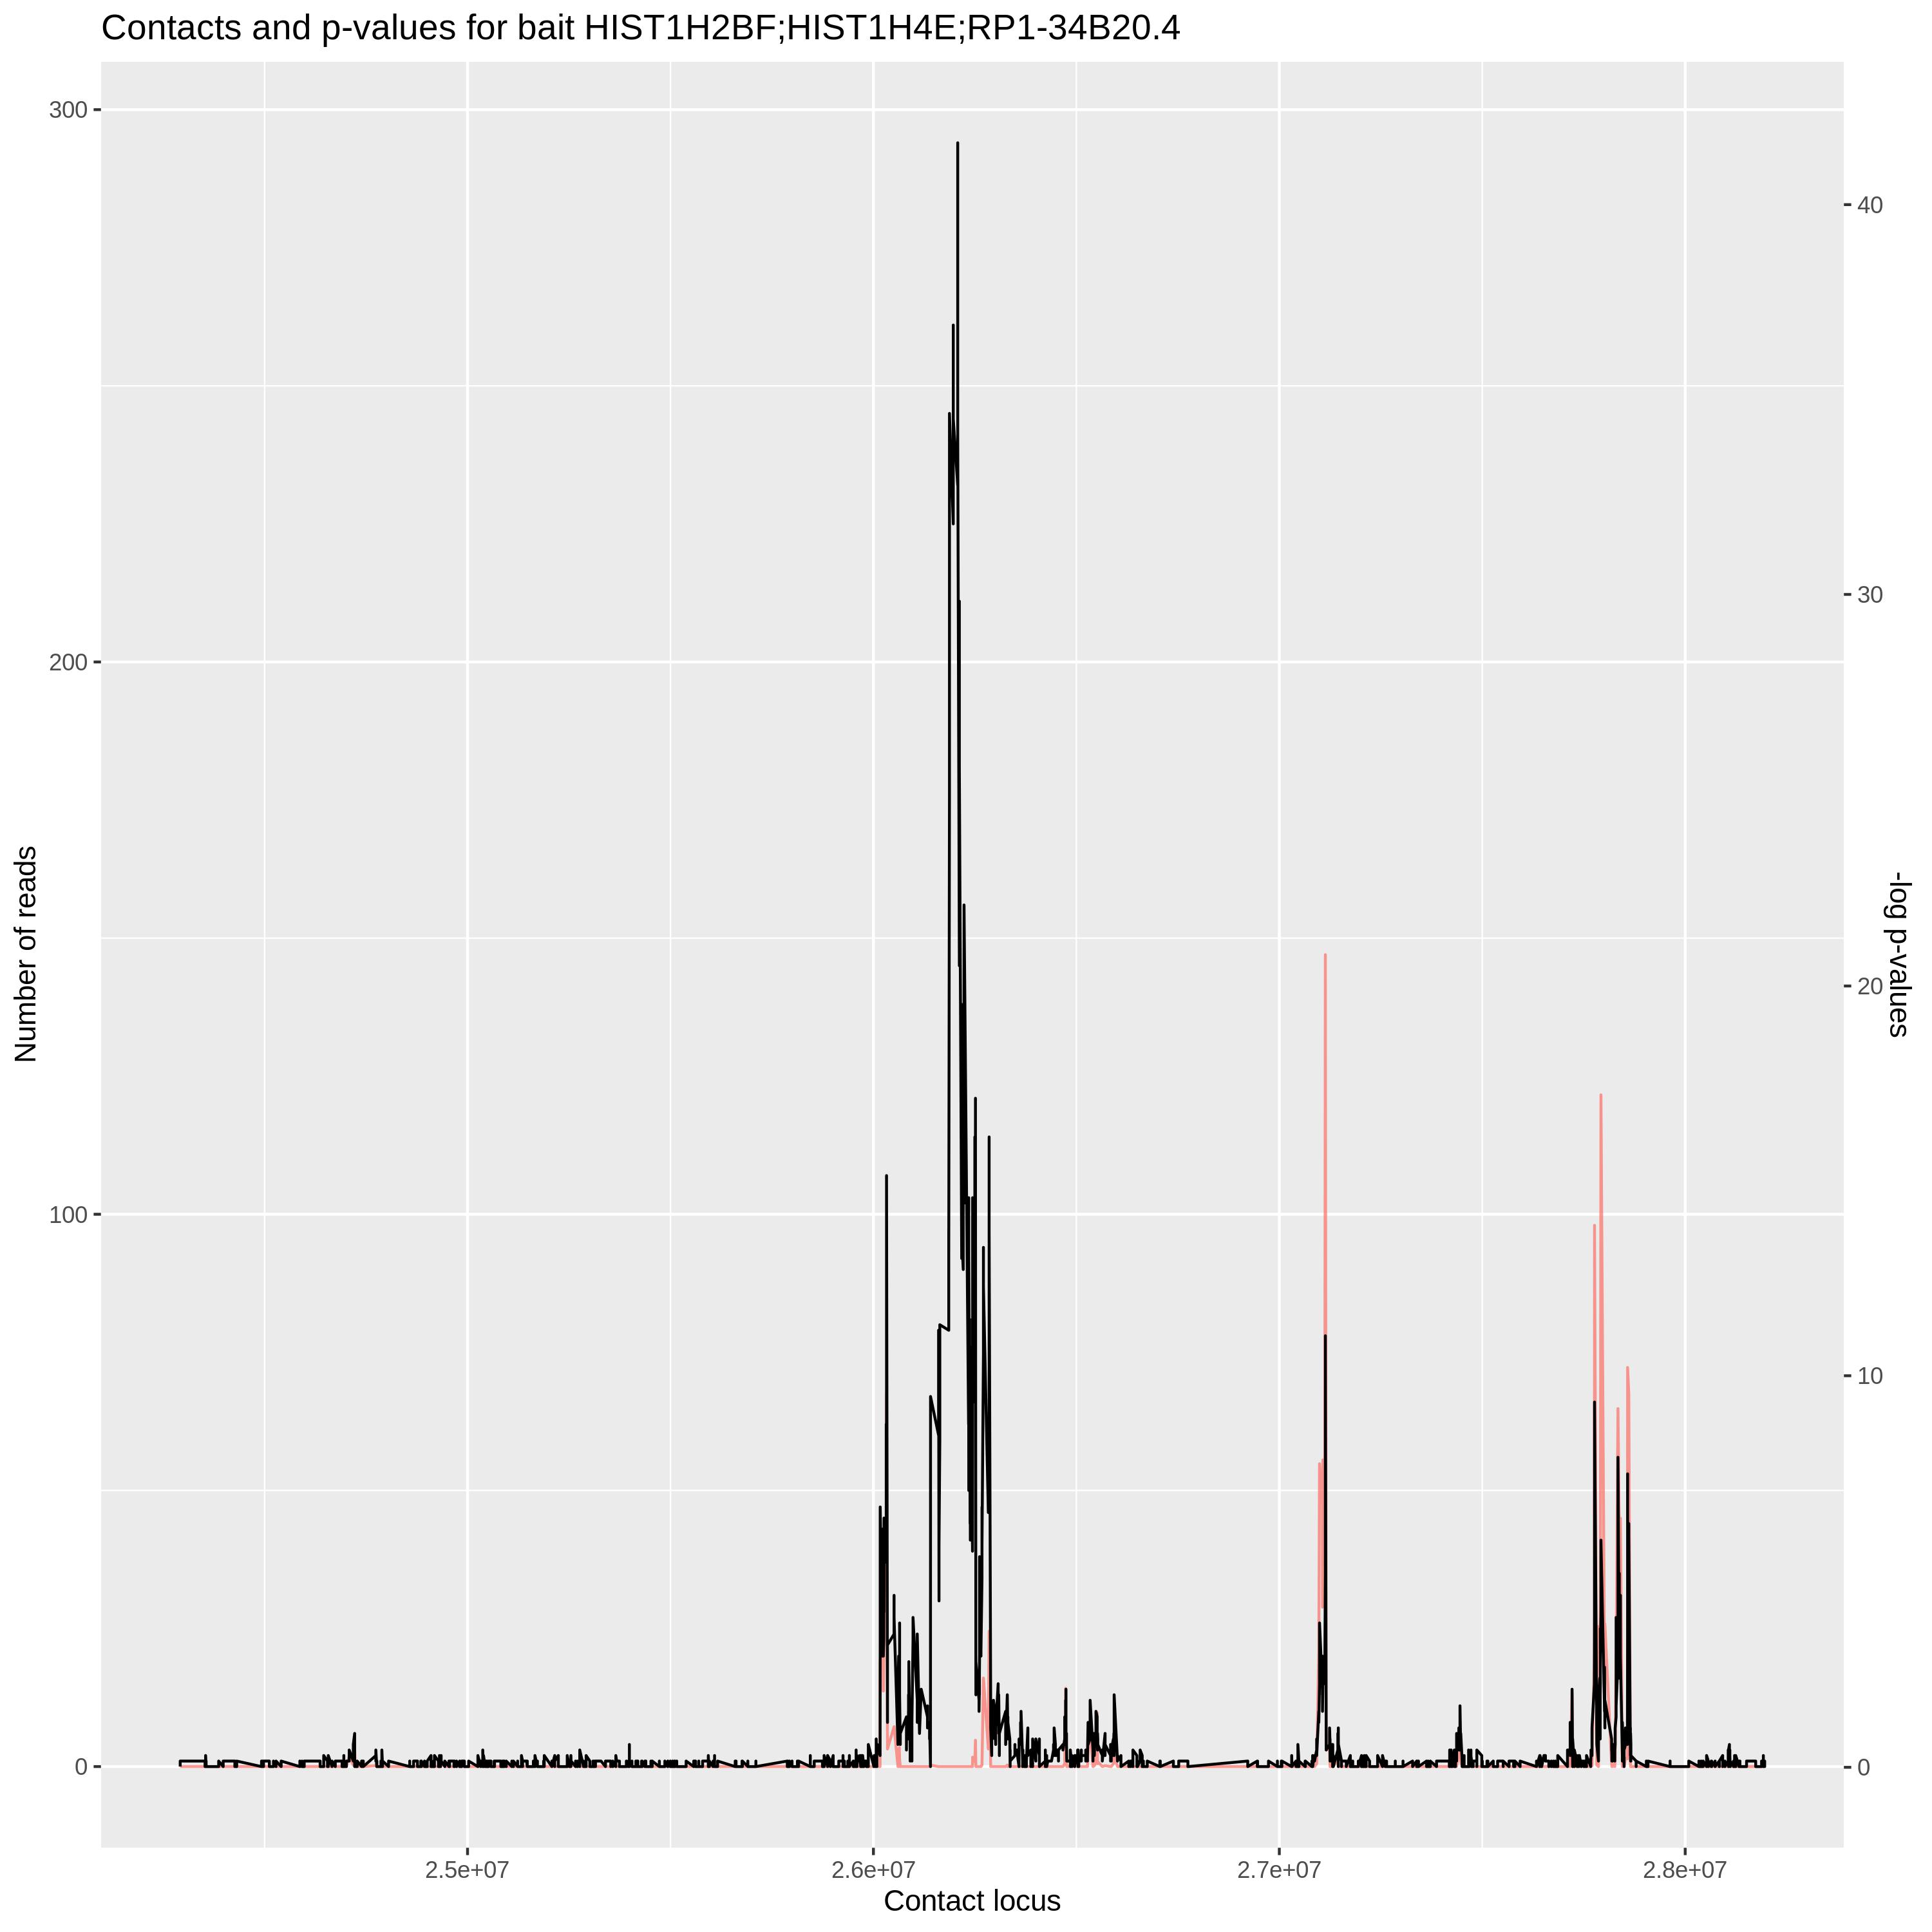 Contacts and p-values for bait HIST1H2BF;HIST1H4E;RP1-34B20.4
300
200
100
0
Number of reads
40
30
20
10
0
-log p-values
2.5e+07
2.6e+07
2.7e+07
2.8e+07
Contact locus